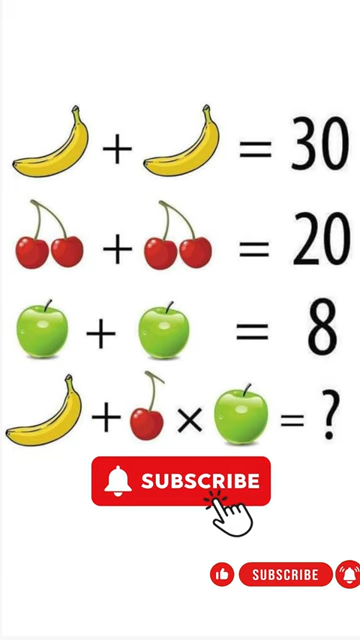 + = 30
+ = 20
+ = 8
+ × = ?
SUBSCRIBE
SUBSCRIBE